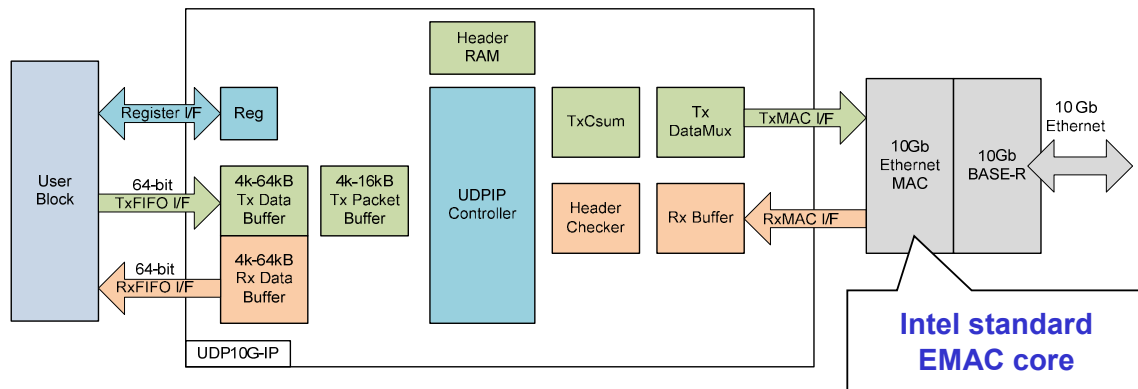 Header
RAM
User
Block
Register I/F
Reg
64-bit
TxFIFO I/F
4k-64kB
Tx Data
Buffer
4k-16kB
Tx Packet
Buffer
64-bit
RxFIFO I/F
4k-64kB
Rx Data
Buffer
UDPIP
Controller
TxCsum
Tx
DataMux
TxMAC I/F
Header
Checker
Rx Buffer
RxMAC I/F
10Gb
Ethernet
MAC
10Gb
BASE-R
10 Gb
Ethernet
UDP10G-IP
Intel standard
EMAC core